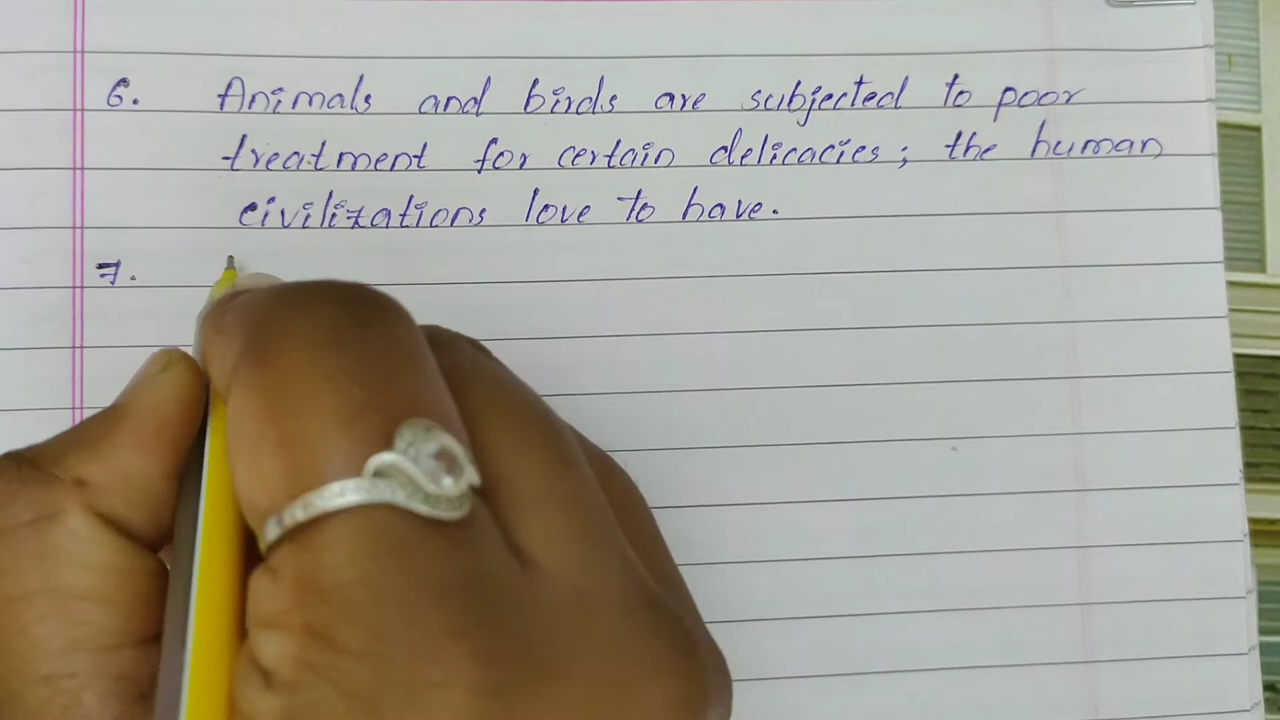 6. Animals and birds are subjected to poor
treatment for certain delicacies; the human
civilizations love to have.
7.